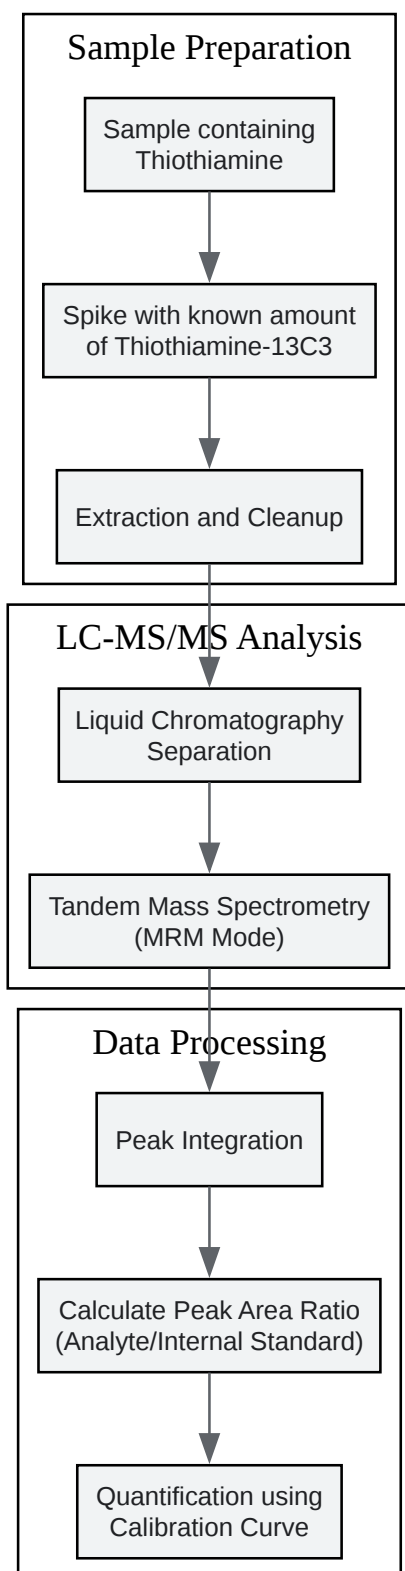 Sample Preparation
Sample containing
Thiothiamine
Spike with known amount
of Thiothiamine-13C3
Extraction and Cleanup
LC-MS/MS Analysis
Liquid Chromatography
Separation
Tandem Mass Spectrometry
(MRM Mode)
Data Processing
Peak Integration
Calculate Peak Area Ratio
(Analyte/Internal Standard)
Quantification using
Calibration Curve